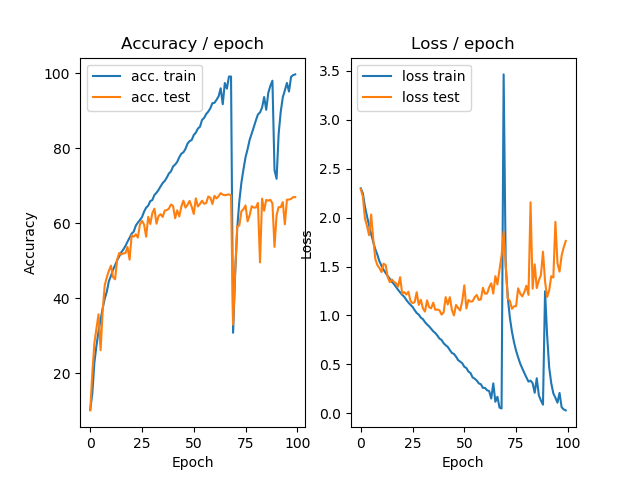 Accuracy / epoch
acc. train
acc. test
100
80
60
40
20
0
25
50
75
100
Accuracy
Epoch
Loss / epoch
loss train
loss test
3.5
3.0
2.5
2.0
1.5
1.0
0.5
0.0
0
25
50
75
100
Loss
Epoch